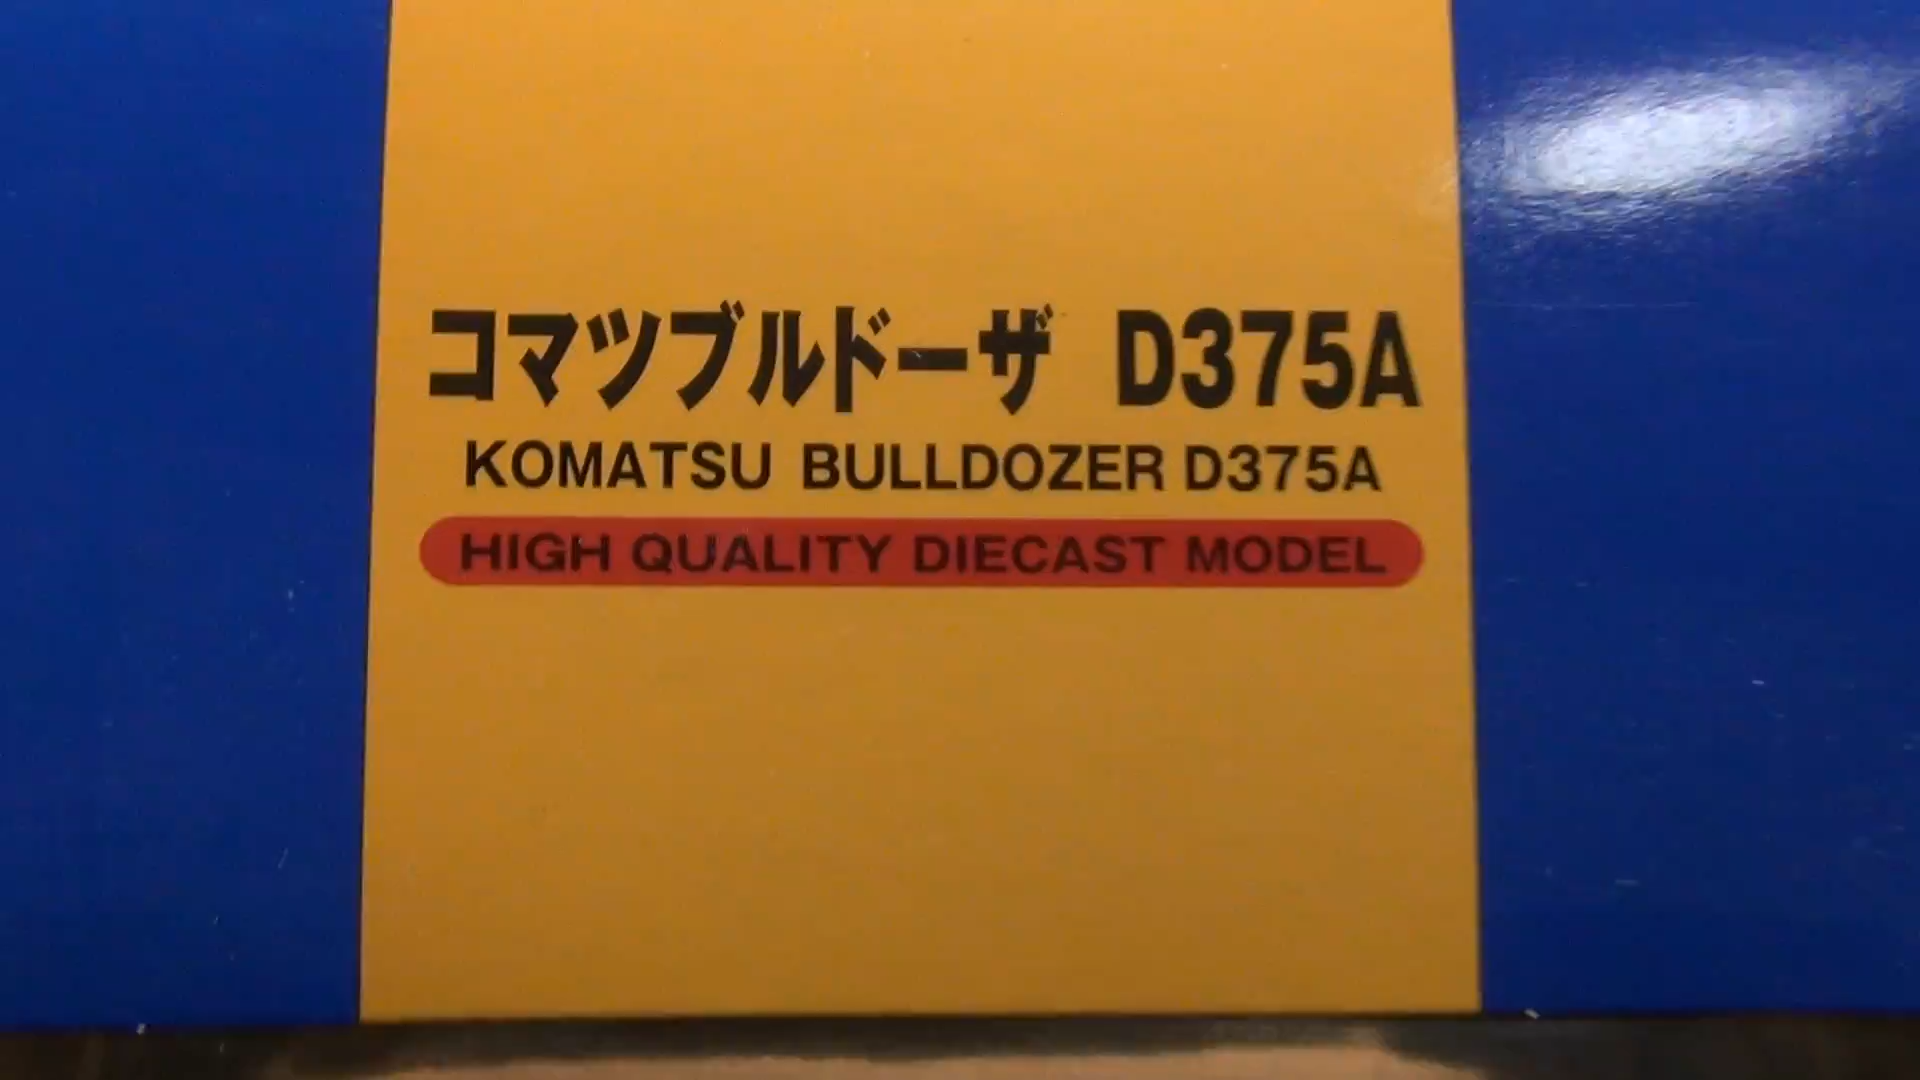 コマツブルドーザ D375A
KOMATSU BULLDOZER D375A
HIGH QUALITY DIECAST MODEL